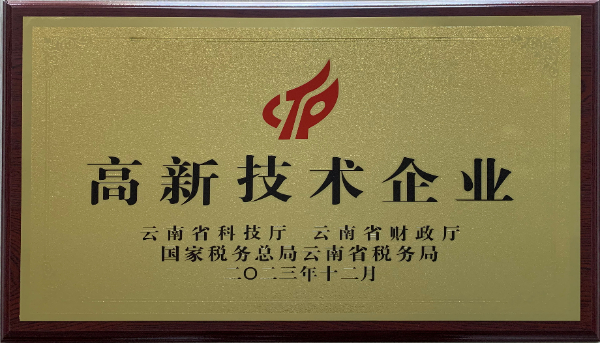 高新技术企业
云南省科技厅 云南省财政厅
国家税务总局云南省税务局
二〇二三年十二月